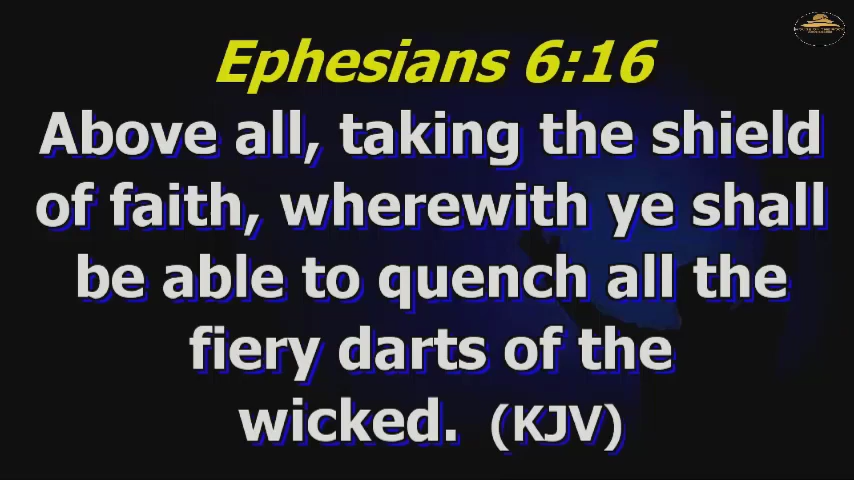 Ephesians 6:16
Above all, taking the shield
of faith, wherewith ye shall
be able to quench all the
fiery darts of the
wicked. (KJV)